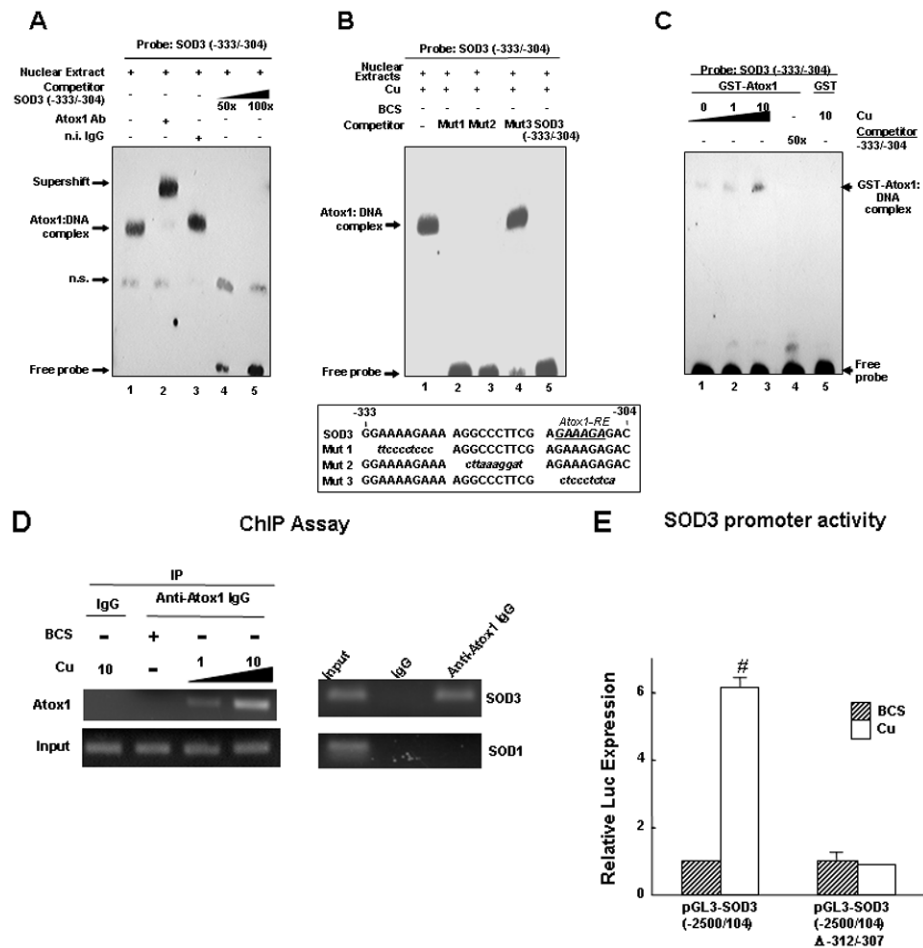 A
Probe: SOD3 (-333/-304)
Nuclear Extract + + + + +
Competitor SOD3 (-333/-304) - - - 50x 100x
Atox1 Ab - + - - -
n.i. IgG - - + - -
Supershift
Atox1:DNA complex
n.s.
Free probe
1 2 3 4 5
B
Probe: SOD3 (-333/-304)
Nuclear Extracts + + + + +
Cu + + + + +
BCS - - - - -
Competitor - Mut1 Mut2 Mut3 SOD3 (-333/-304)
Atox1: DNA complex
Free probe
1 2 3 4 5
-333 -304
Atox1-RE
SOD3 GGAAAAGAAA AGGCCCTTCG AGAAAGAGAC
Mut 1 ttcccctccc AGGCCCTTCG AGAAAGAGAC
Mut 2 GGAAAAGAAA cttaaaggat AGAAAGAGAC
Mut 3 GGAAAAGAAA AGGCCCTTCG ctccctctca
C
Probe: SOD3 (-333/-304)
GST-Atox1 GST
0 1 10 - 10 Cu
- - - 50x - Competitor -333/-304
GST-Atox1: DNA complex
Free probe
1 2 3 4 5
D
ChIP Assay
IP
IgG Anti-Atox1 IgG
BCS - + - -
Cu 10 - 1 10
Atox1
Input
Input IgG Anti-Atox1 IgG
SOD3
SOD1
E
SOD3 promoter activity
Relative Luc Expression
6
4
2
0
#
BCS
Cu
pGL3-SOD3 (-2500/104)
pGL3-SOD3 (-2500/104) Δ-312/-307